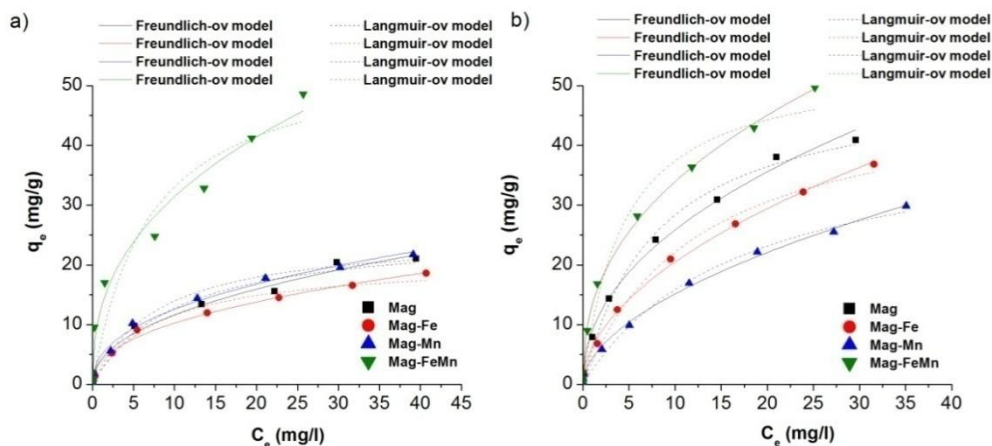 a)
Freundlich-ov model Langmuir-ov model
Freundlich-ov model Langmuir-ov model
Freundlich-ov model Langmuir-ov model
Freundlich-ov model Langmuir-ov model
50
40
30
20
10
0
qe (mg/g)
Mag
Mag-Fe
Mag-Mn
Mag-FeMn
0 5 10 15 20 25 30 35 40 45
Ce (mg/l)
b)
Freundlich-ov model Langmuir-ov model
Freundlich-ov model Langmuir-ov model
Freundlich-ov model Langmuir-ov model
Freundlich-ov model Langmuir-ov model
50
40
30
20
10
0
qe (mg/g)
Mag
Mag-Fe
Mag-Mn
Mag-FeMn
0 5 10 15 20 25 30 35 40
Ce (mg/l)